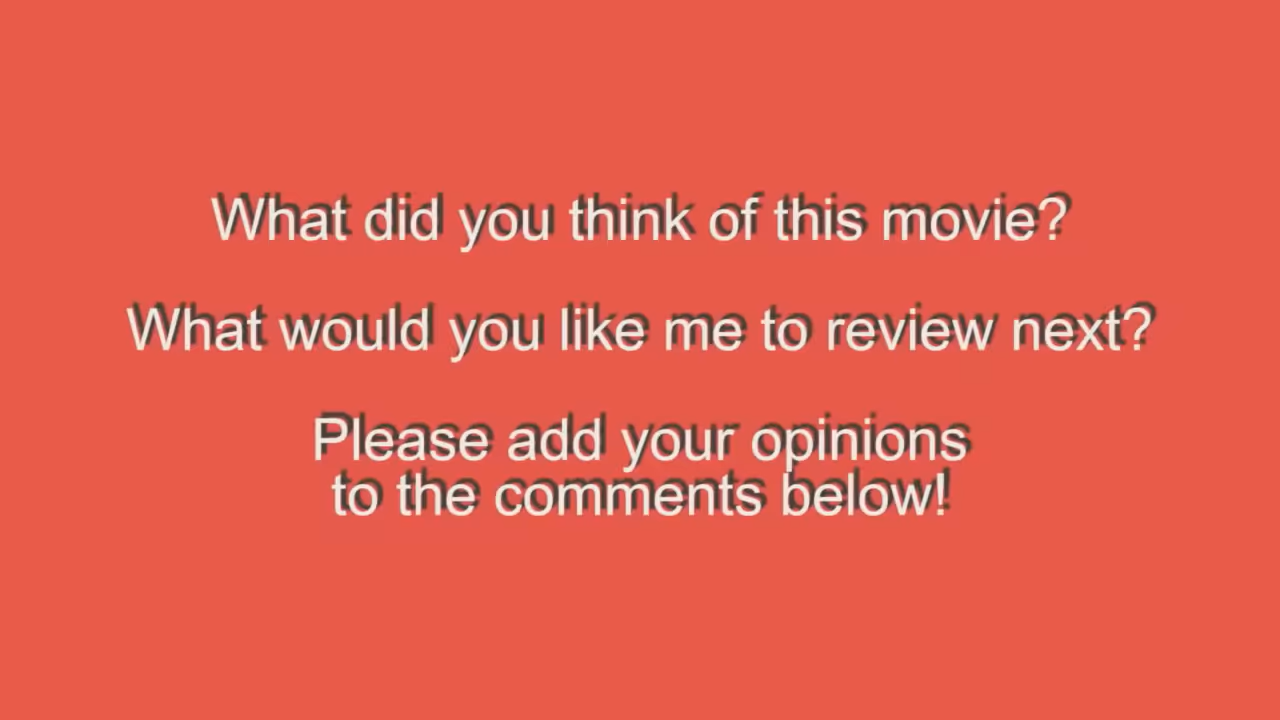 What did you think of this movie?
What would you like me to review next?
Please add your opinions
to the comments below!